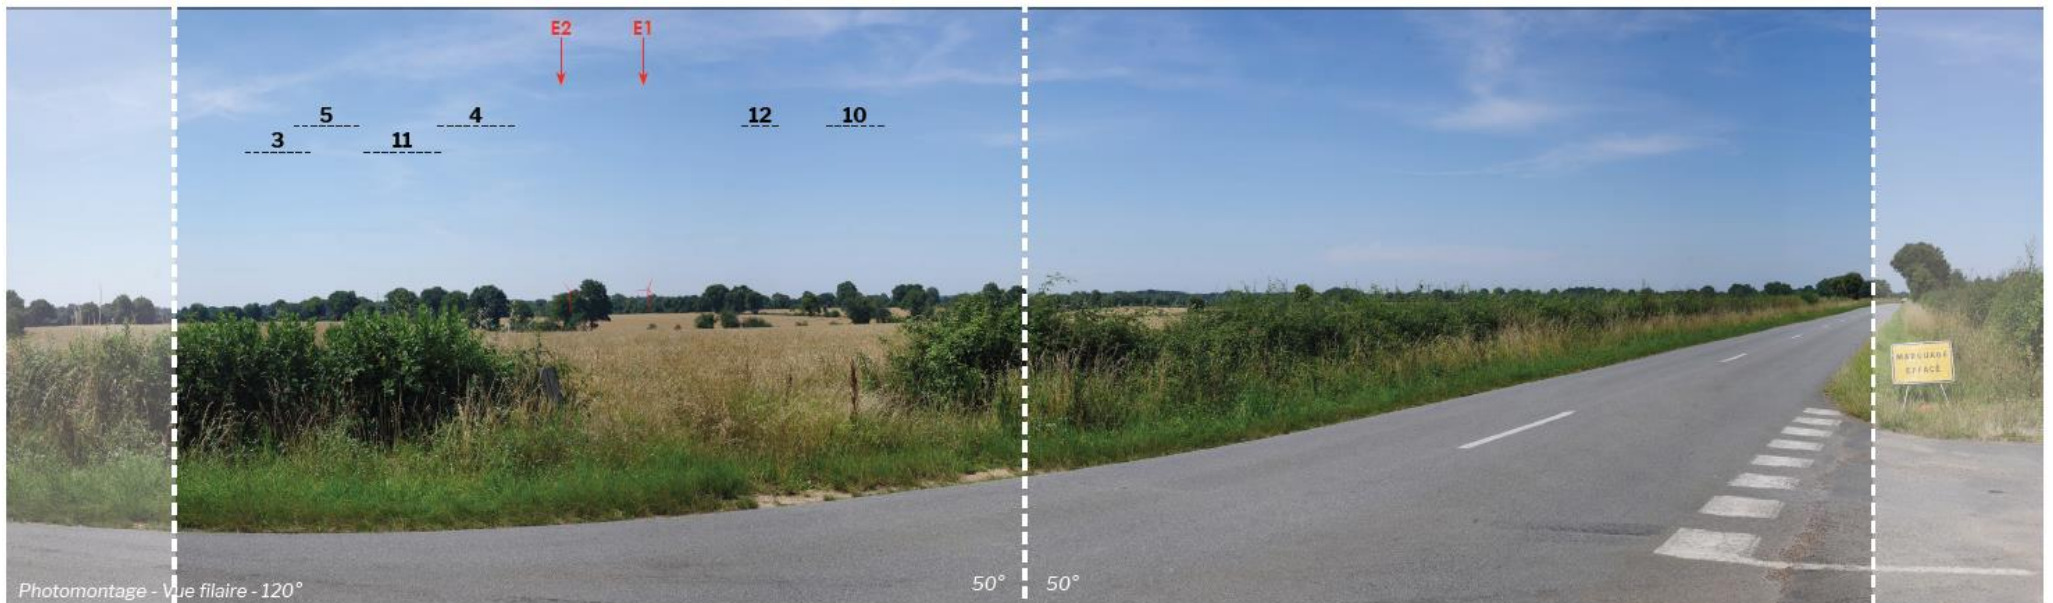 E2 E1
5 4 12 10
3 11
MARQUAGE
EFFACÉ
Photomontage - Vue filaire - 120°
50° 50°